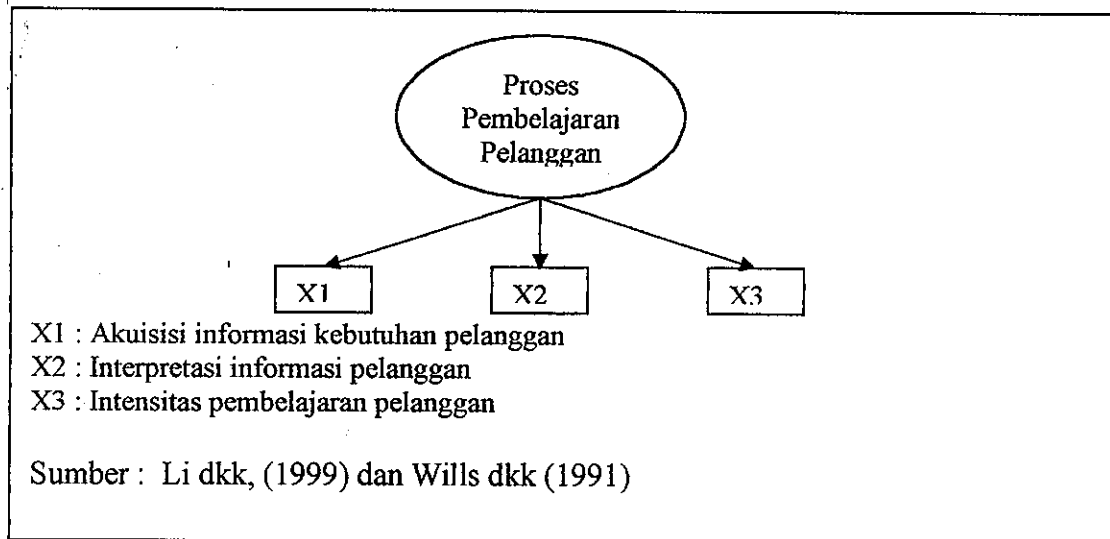 Proses
Pembelajaran
Pelanggan
X1 X2 X3
X1 : Akuisisi informasi kebutuhan pelanggan
X2 : Interpretasi informasi pelanggan
X3 : Intensitas pembelajaran pelanggan
Sumber : Li dkk, (1999) dan Wills dkk (1991)